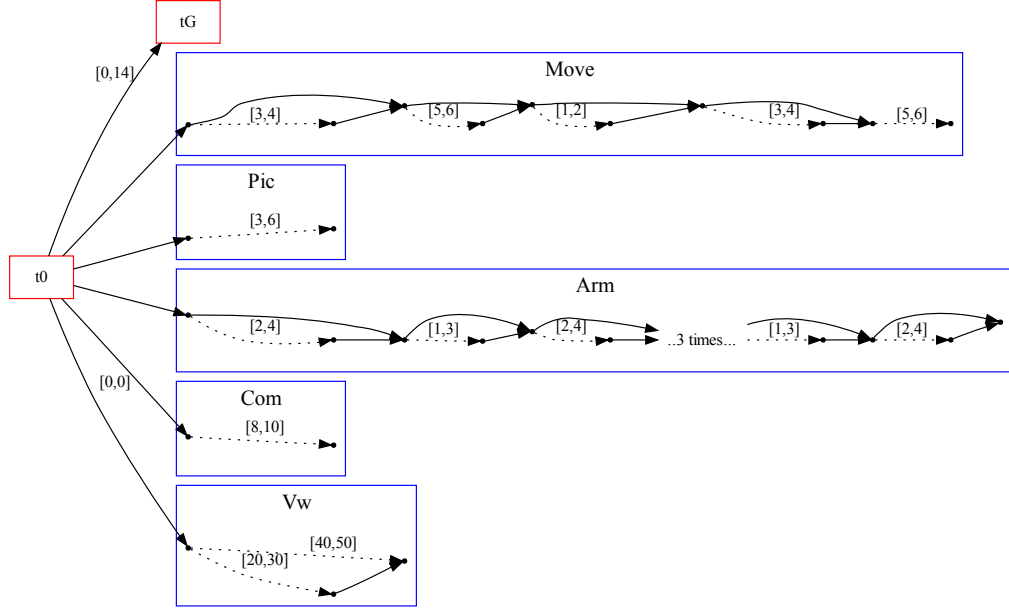 tG
[0,14]
Move
[3,4]
[5,6]
[1,2]
[3,4]
[5,6]
Pic
[3,6]
t0
Arm
[2,4]
[1,3]
[2,4]
..3 times...
[1,3]
[2,4]
[0,0]
Com
[8,10]
Vw
[40,50]
[20,30]